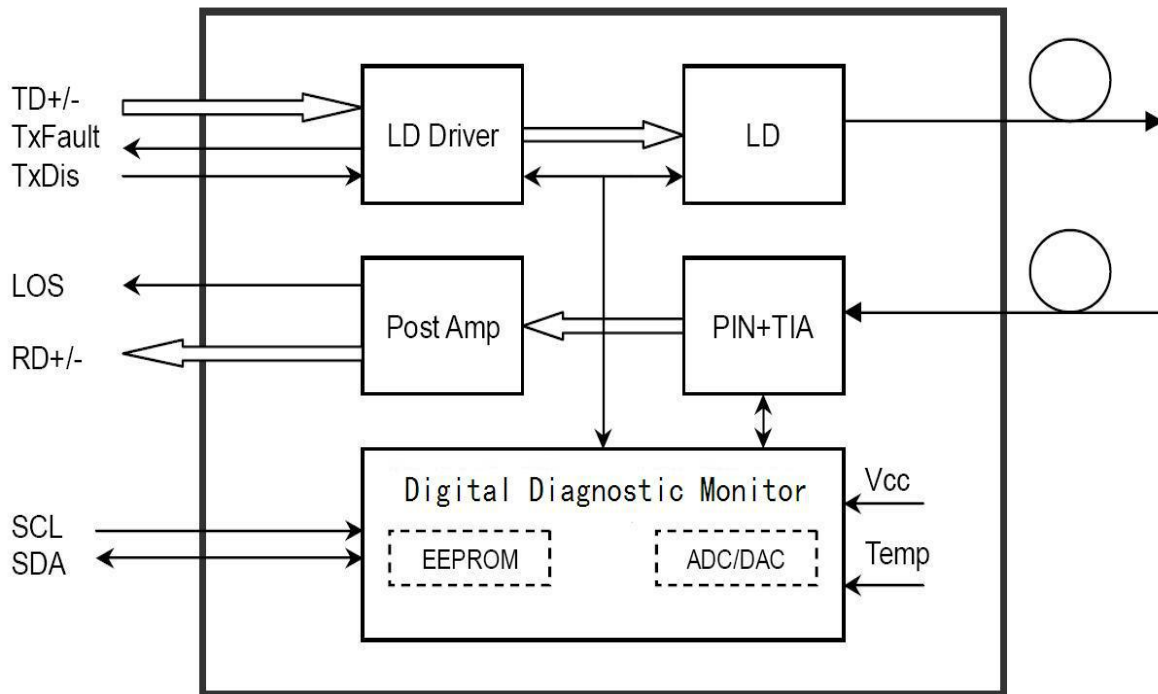 TD+/-
TxFault
TxDis
LD Driver
LD
LOS
RD+/-
Post Amp
PIN+TIA
Digital Diagnostic Monitor
EEPROM
ADC/DAC
SCL
SDA
Vcc
Temp